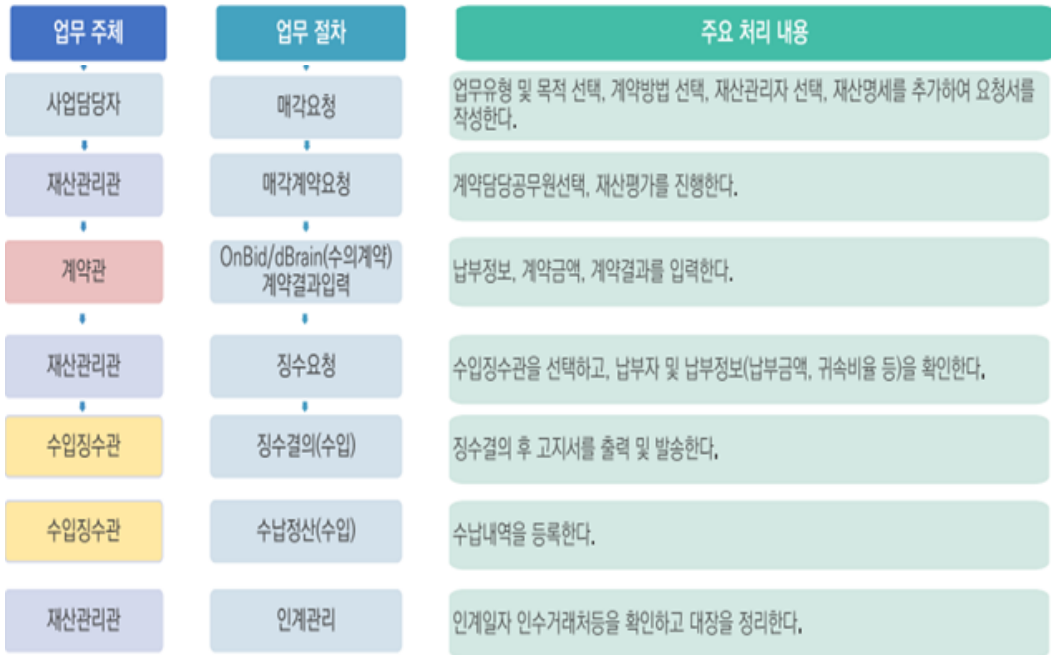 업무 주체 업무 절차 주요 처리 내용
사업담당자 매각요청 업무유형 및 목적 선택, 계약방법 선택, 재산관리자 선택, 재산명세를 추가하여 요청서를
작성한다.
재산관리관 매각계약요청 계약담당공무원선택, 재산평가를 진행한다.
계약관 OnBid/dBrain(수의계약)
계약결과입력 납부정보, 계약금액, 계약결과를 입력한다.
재산관리관 징수요청 수입징수관을 선택하고, 납부자 및 납부정보(납부금액, 귀속비율 등)을 확인한다.
수입징수관 징수결의(수입) 징수결의 후 고지서를 출력 및 발송한다.
수입징수관 수납정산(수입) 수납내역을 등록한다.
재산관리관 인계관리 인계일자 인수거래처등을 확인하고 대장을 정리한다.